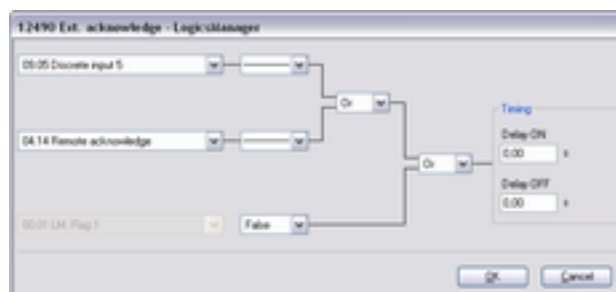 12490 Ext. acknowledge - LogicsManager
09.05 Discrete input 5
Or
Timing
Delay ON
0.00 s
04.14 Remote acknowledge
Or
Delay OFF
0.00 s
00.01 LM: Flag 1
False
OK
Cancel